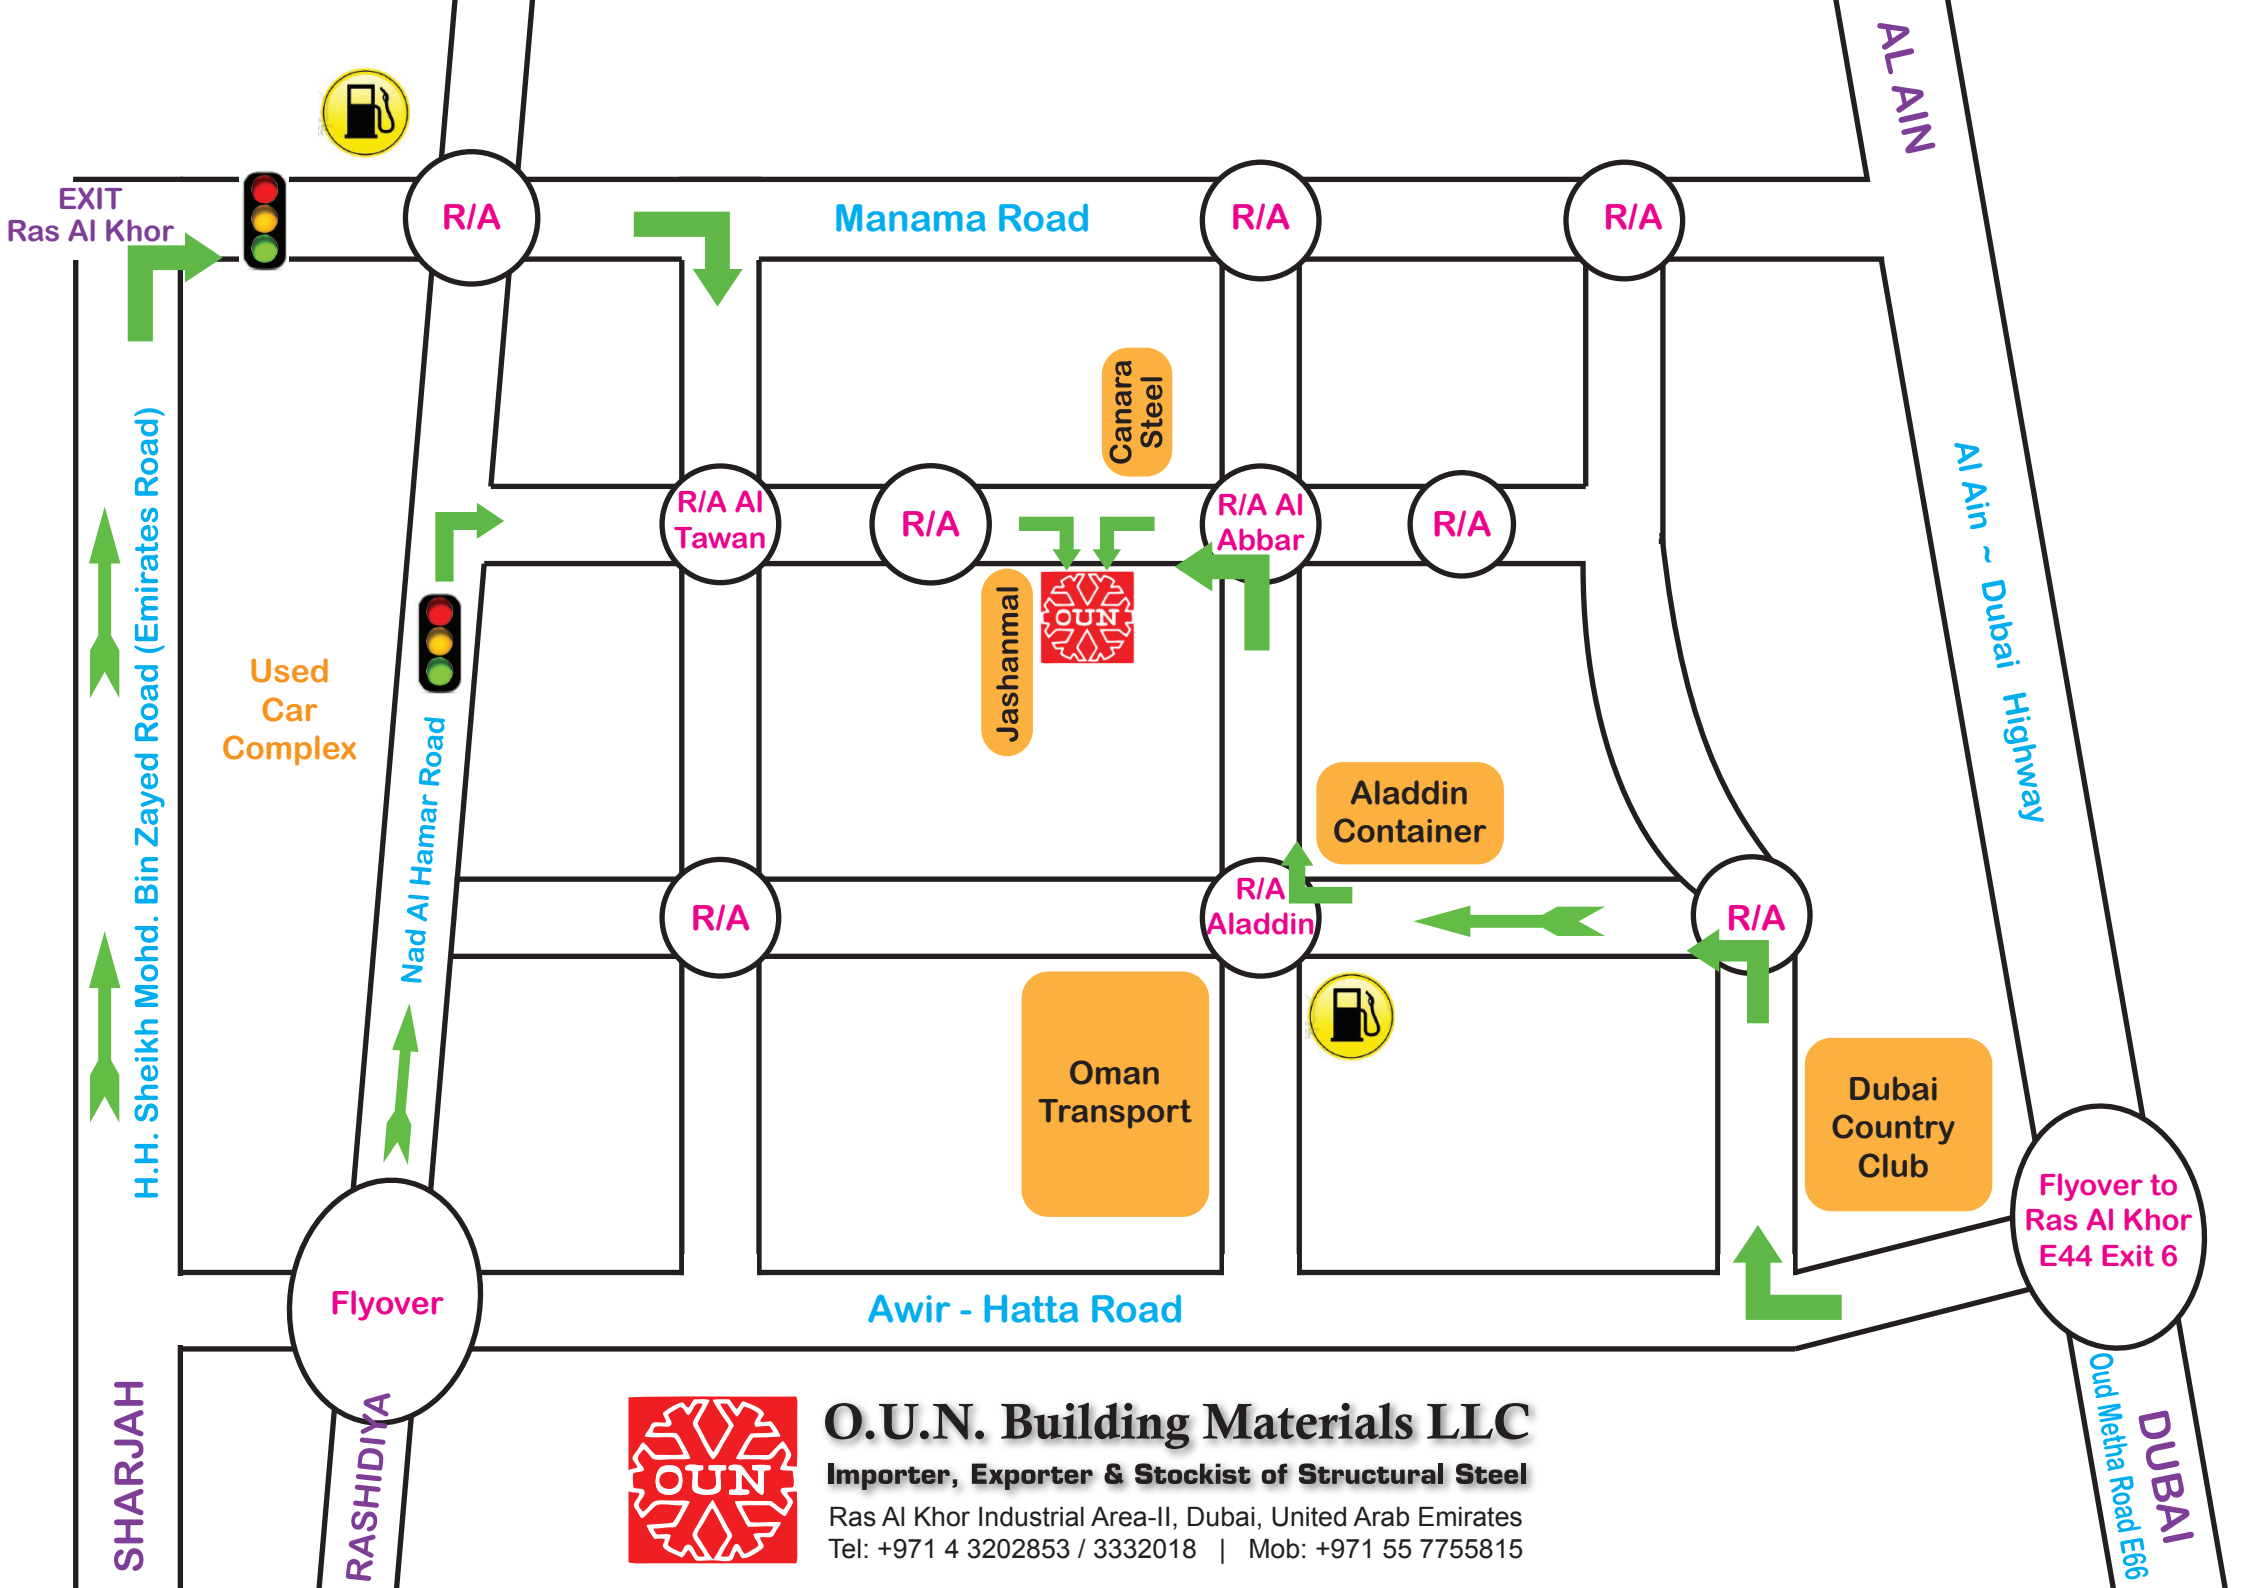 AL AIN
EXIT
Ras Al Khor
R/A
Manama Road
R/A
R/A
Canara
Steel
R/A Al
Tawan
R/A
R/A Al
Abbar
R/A
OUN
Jashanmal
Al Ain ~ Dubai Highway
H.H. Sheikh Mohd. Bin Zayed Road (Emirates Road)
Used
Car
Complex
Nad Al Hamar Road
Aladdin
Container
R/A
R/A
Aladdin
R/A
Oman
Transport
Dubai
Country
Club
Flyover to
Ras Al Khor
E44 Exit 6
Flyover
Awir - Hatta Road
SHARJAH
RASHIDIYA
Oud Metha Road E66
DUBAI
OUN
O.U.N. Building Materials LLC
Importer, Exporter & Stockist of Structural Steel
Ras Al Khor Industrial Area-II, Dubai, United Arab Emirates
Tel: +971 4 3202853 / 3332018 | Mob: +971 55 7755815